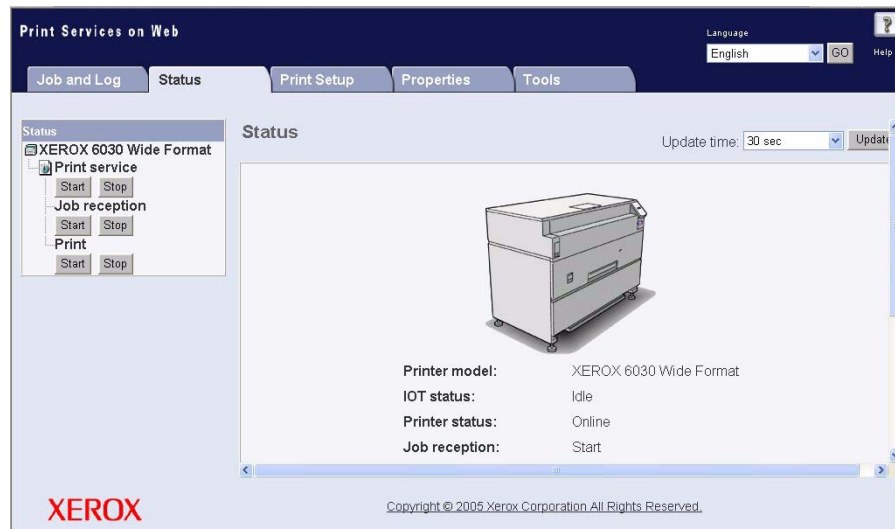 Print Services on Web
Language
English
GO
Help
Job and Log
Status
Print Setup
Properties
Tools
Status
XEROX 6030 Wide Format
Print service
Start Stop
Job reception
Start Stop
Print
Start Stop
Status
Update time: 30 sec
Update
Printer model: XEROX 6030 Wide Format
IOT status: Idle
Printer status: Online
Job reception: Start
XEROX
Copyright © 2005 Xerox Corporation All Rights Reserved.